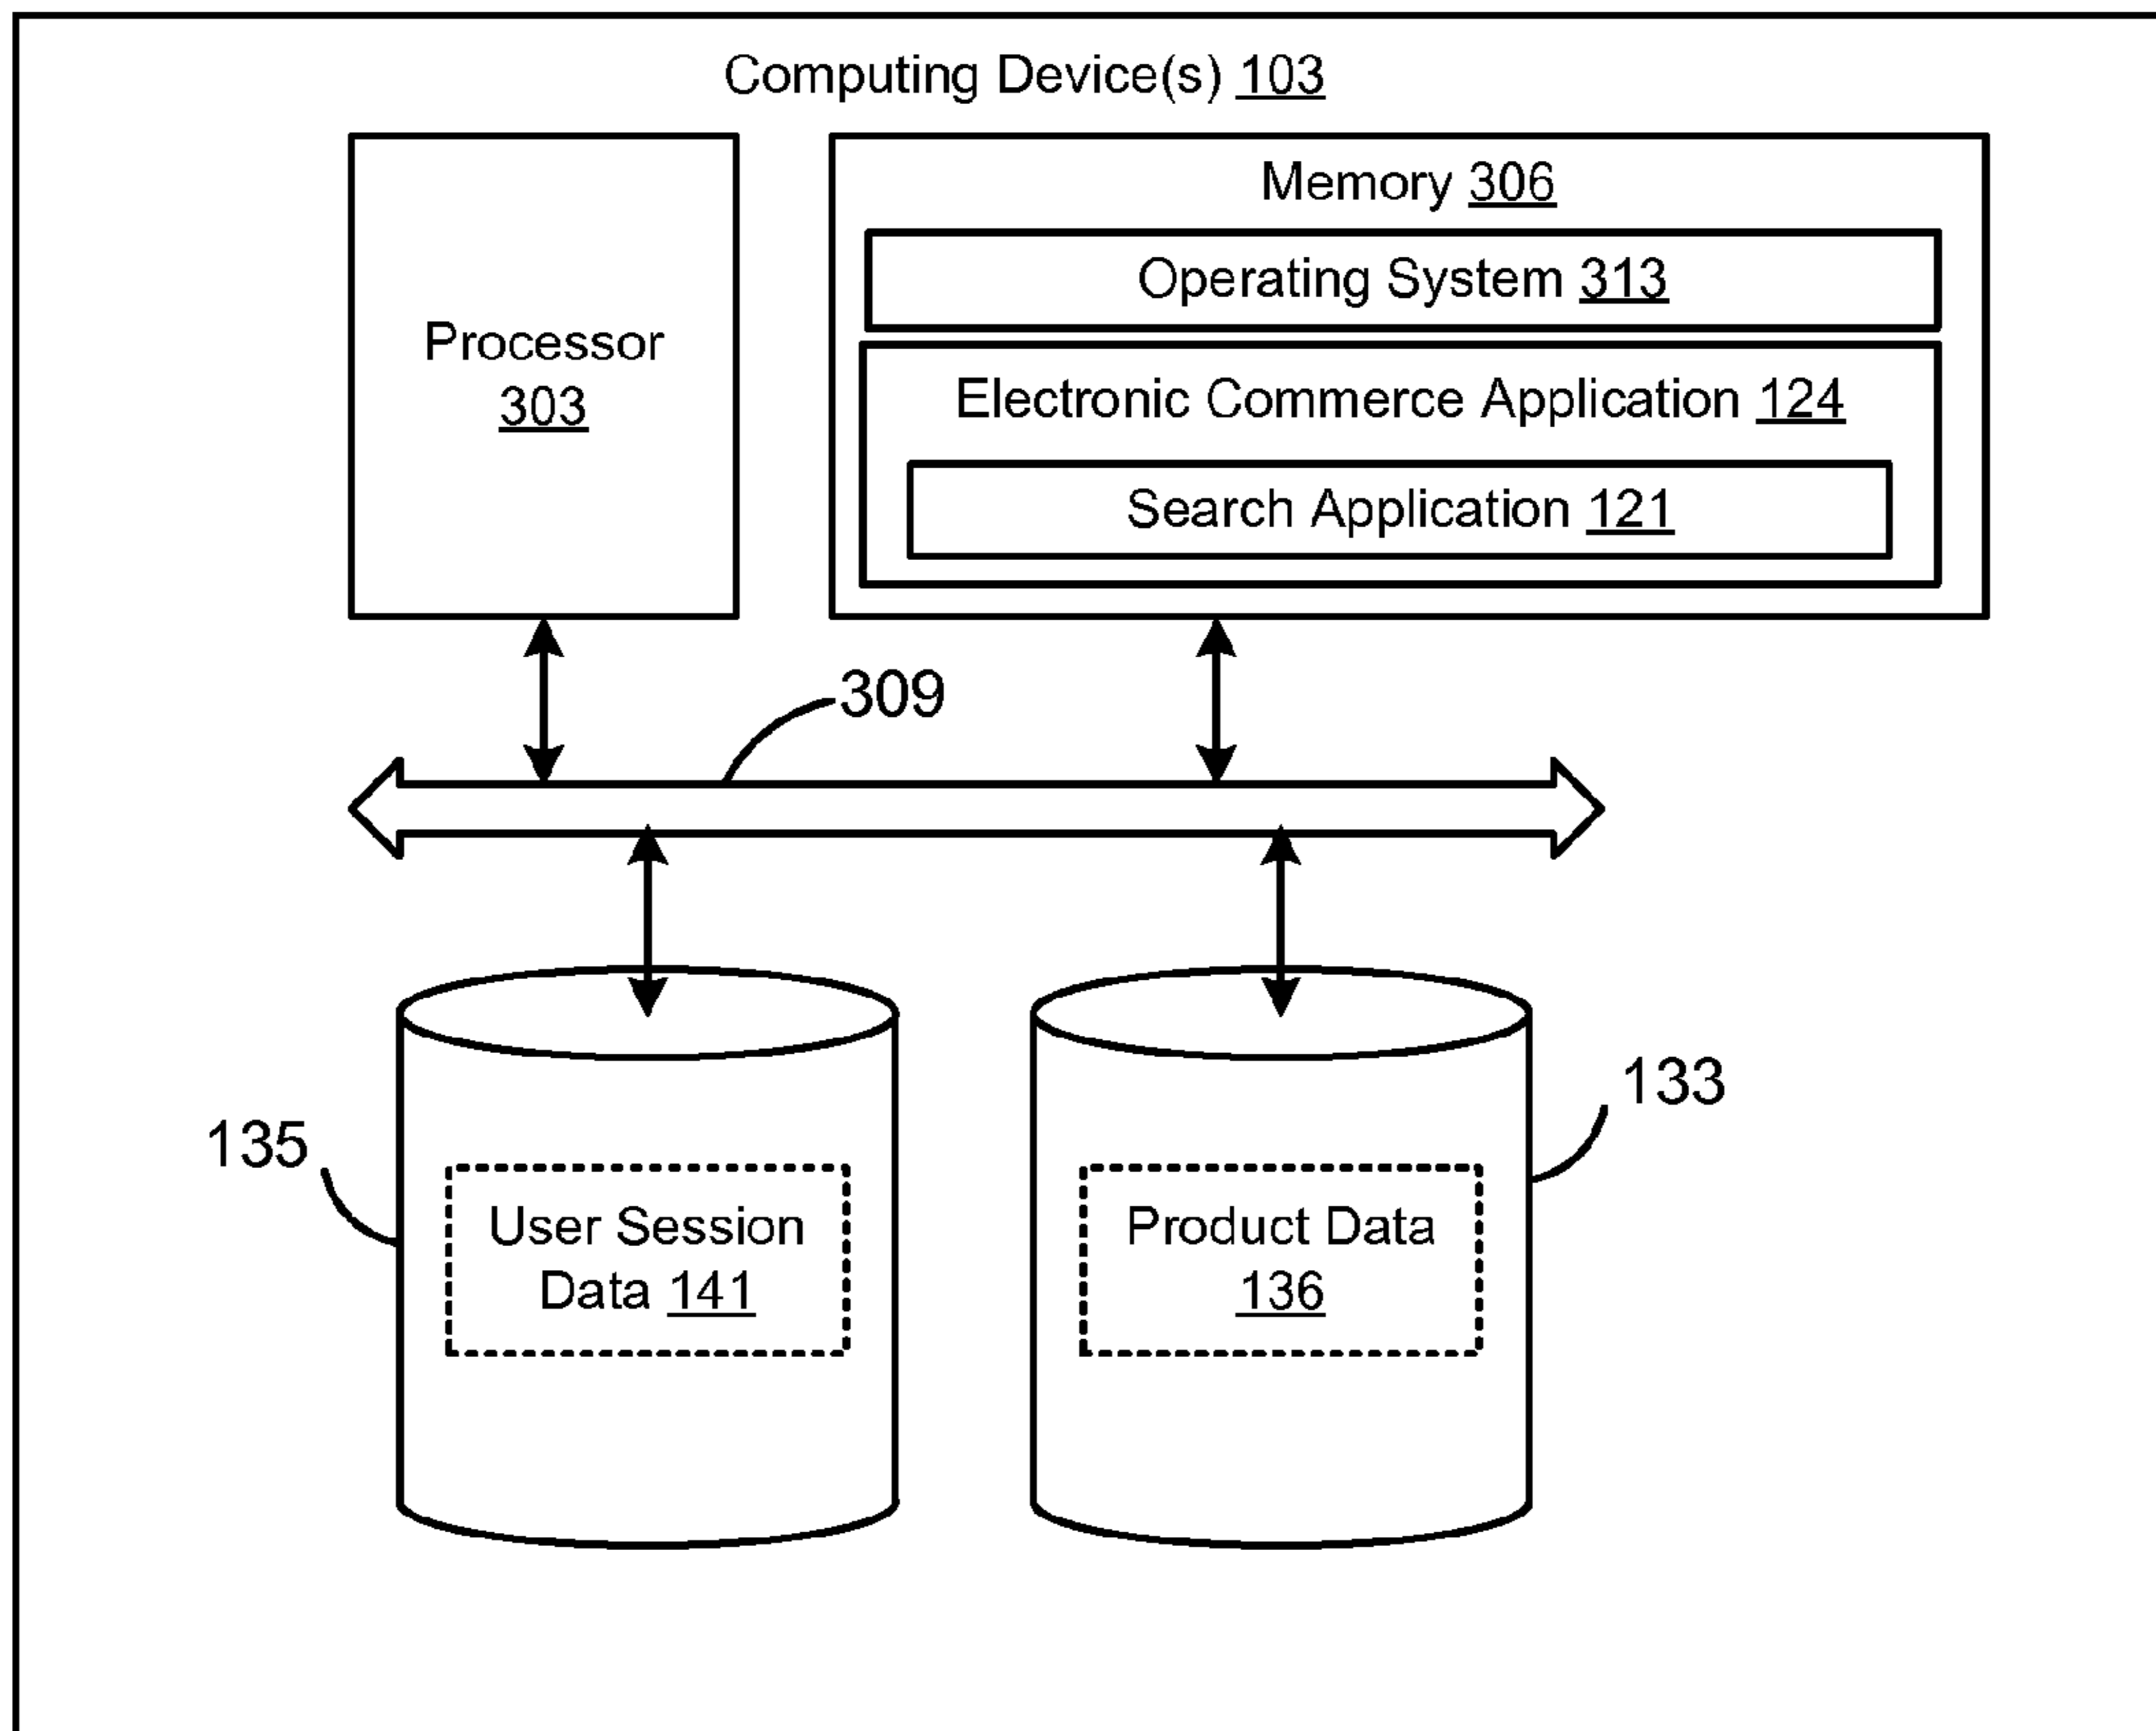 Computing Device(s) 103
Processor
303
Memory 306
Operating System 313
Electronic Commerce Application 124
Search Application 121
309
135
133
User Session
Data 141
Product Data
136